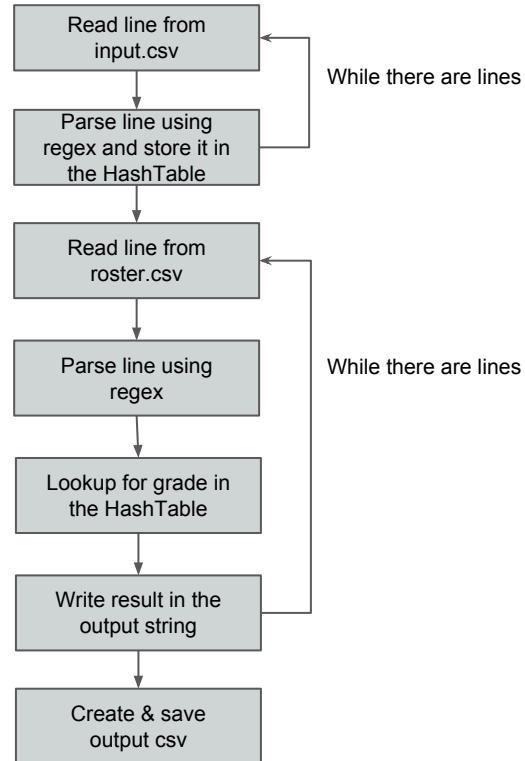 Read line from
input.csv
While there are lines
Parse line using
regex and store it in
the HashTable
Read line from
roster.csv
Parse line using
regex
While there are lines
Lookup for grade in
the HashTable
Write result in the
output string
Create & save
output csv